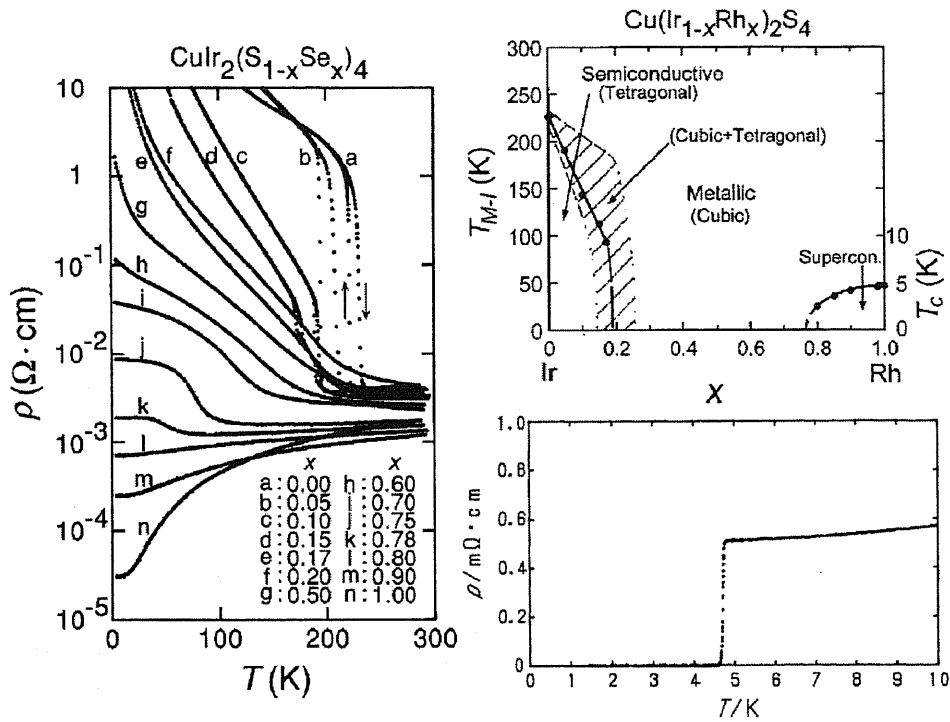 CuIr2(S1-xSex)4
10
1
10-1
10-2
10-3
10-4
10-5
ρ (Ω·cm)
e f d c b a
g
h
i
j
k
l
m
n
x x
a:0.00 h:0.60
b:0.05 i:0.70
c:0.10 j:0.75
d:0.15 k:0.78
e:0.17 l:0.80
f:0.20 m:0.90
g:0.50 n:1.00
0 100 200 300
T (K)
Cu(Ir1-xRhx)2S4
300
250
200
150
100
50
0
TM-I (K)
Semiconductive
(Tetragonal)
(Cubic+Tetragonal)
Metallic
(Cubic)
Supercon.
10
5
0
Tc (K)
0 0.2 0.4 0.6 0.8 1.0
Ir Rh
X
1.0
0.8
0.6
0.4
0.2
0
ρ/mΩ·cm
0 1 2 3 4 5 6 7 8 9 10
T/K